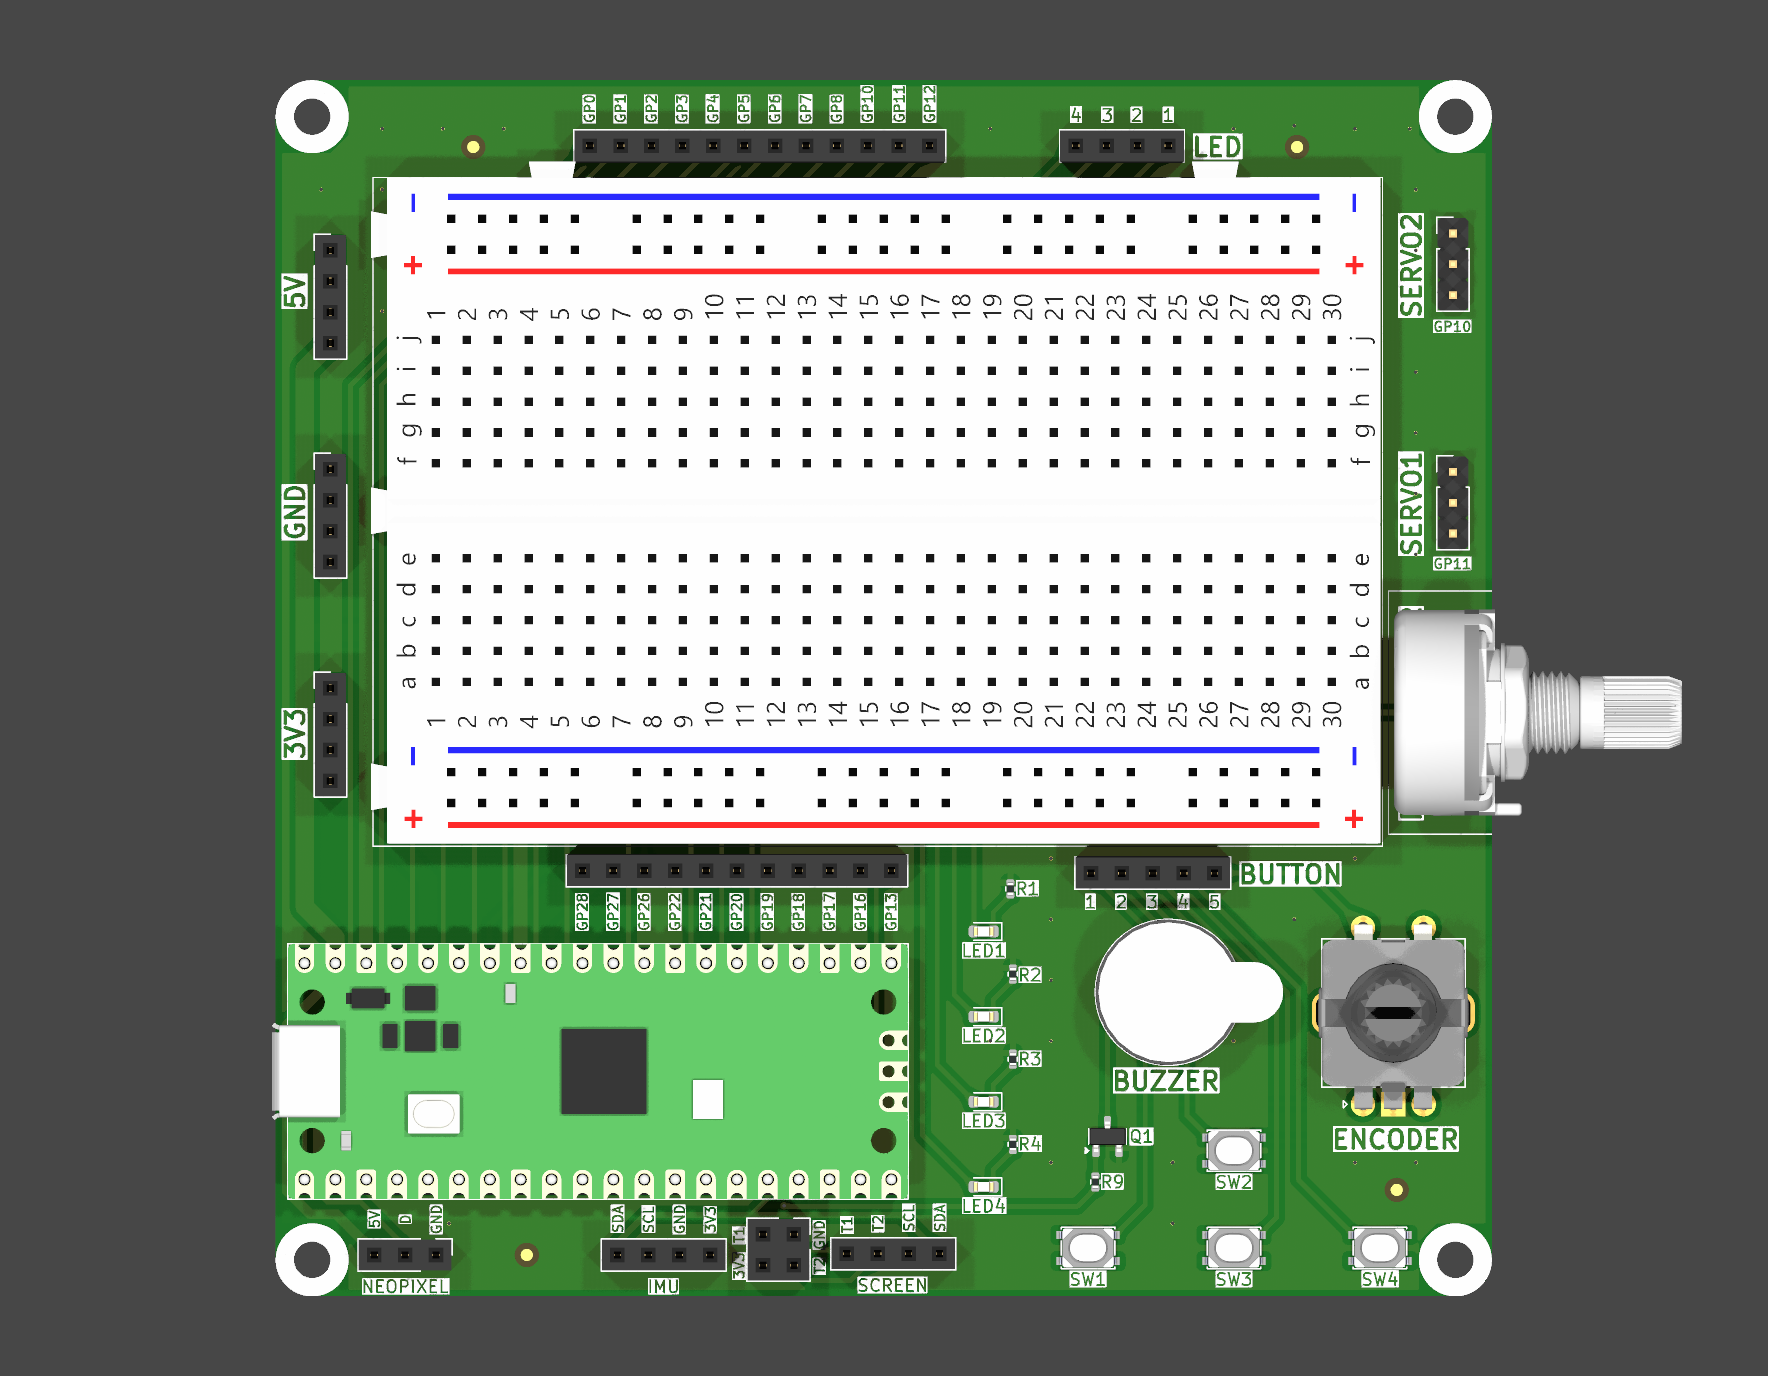 GP0 GP1 GP2 GP3 GP4 GP5 GP6 GP7 GP8 GP10 GP11 GP12
4 3 2 1
LED
− −
+ +
1 2 3 4 5 6 7 8 9 10 11 12 13 14 15 16 17 18 19 20 21 22 23 24 25 26 27 28 29 30
j j
i i
h h
g g
f f
e e
d d
c c
b b
a a
1 2 3 4 5 6 7 8 9 10 11 12 13 14 15 16 17 18 19 20 21 22 23 24 25 26 27 28 29 30
− −
+ +
5V
GND
3V3
SERVO2
GP10
SERVO1
GP11
GP28 GP27 GP26 GP22 GP21 GP20 GP19 GP18 GP17 GP16 GP13
BUTTON
1 2 3 4 5
R1
LED1
R2
LED2
R3
LED3
R4
LED4
BUZZER
Q1
R9
ENCODER
SW2
SW1
SW3
SW4
5V D GND
NEOPIXEL
SDA SCL GND 3V3
IMU
T1 GND
3V3 T2
T1 T2 SCL SDA
SCREEN